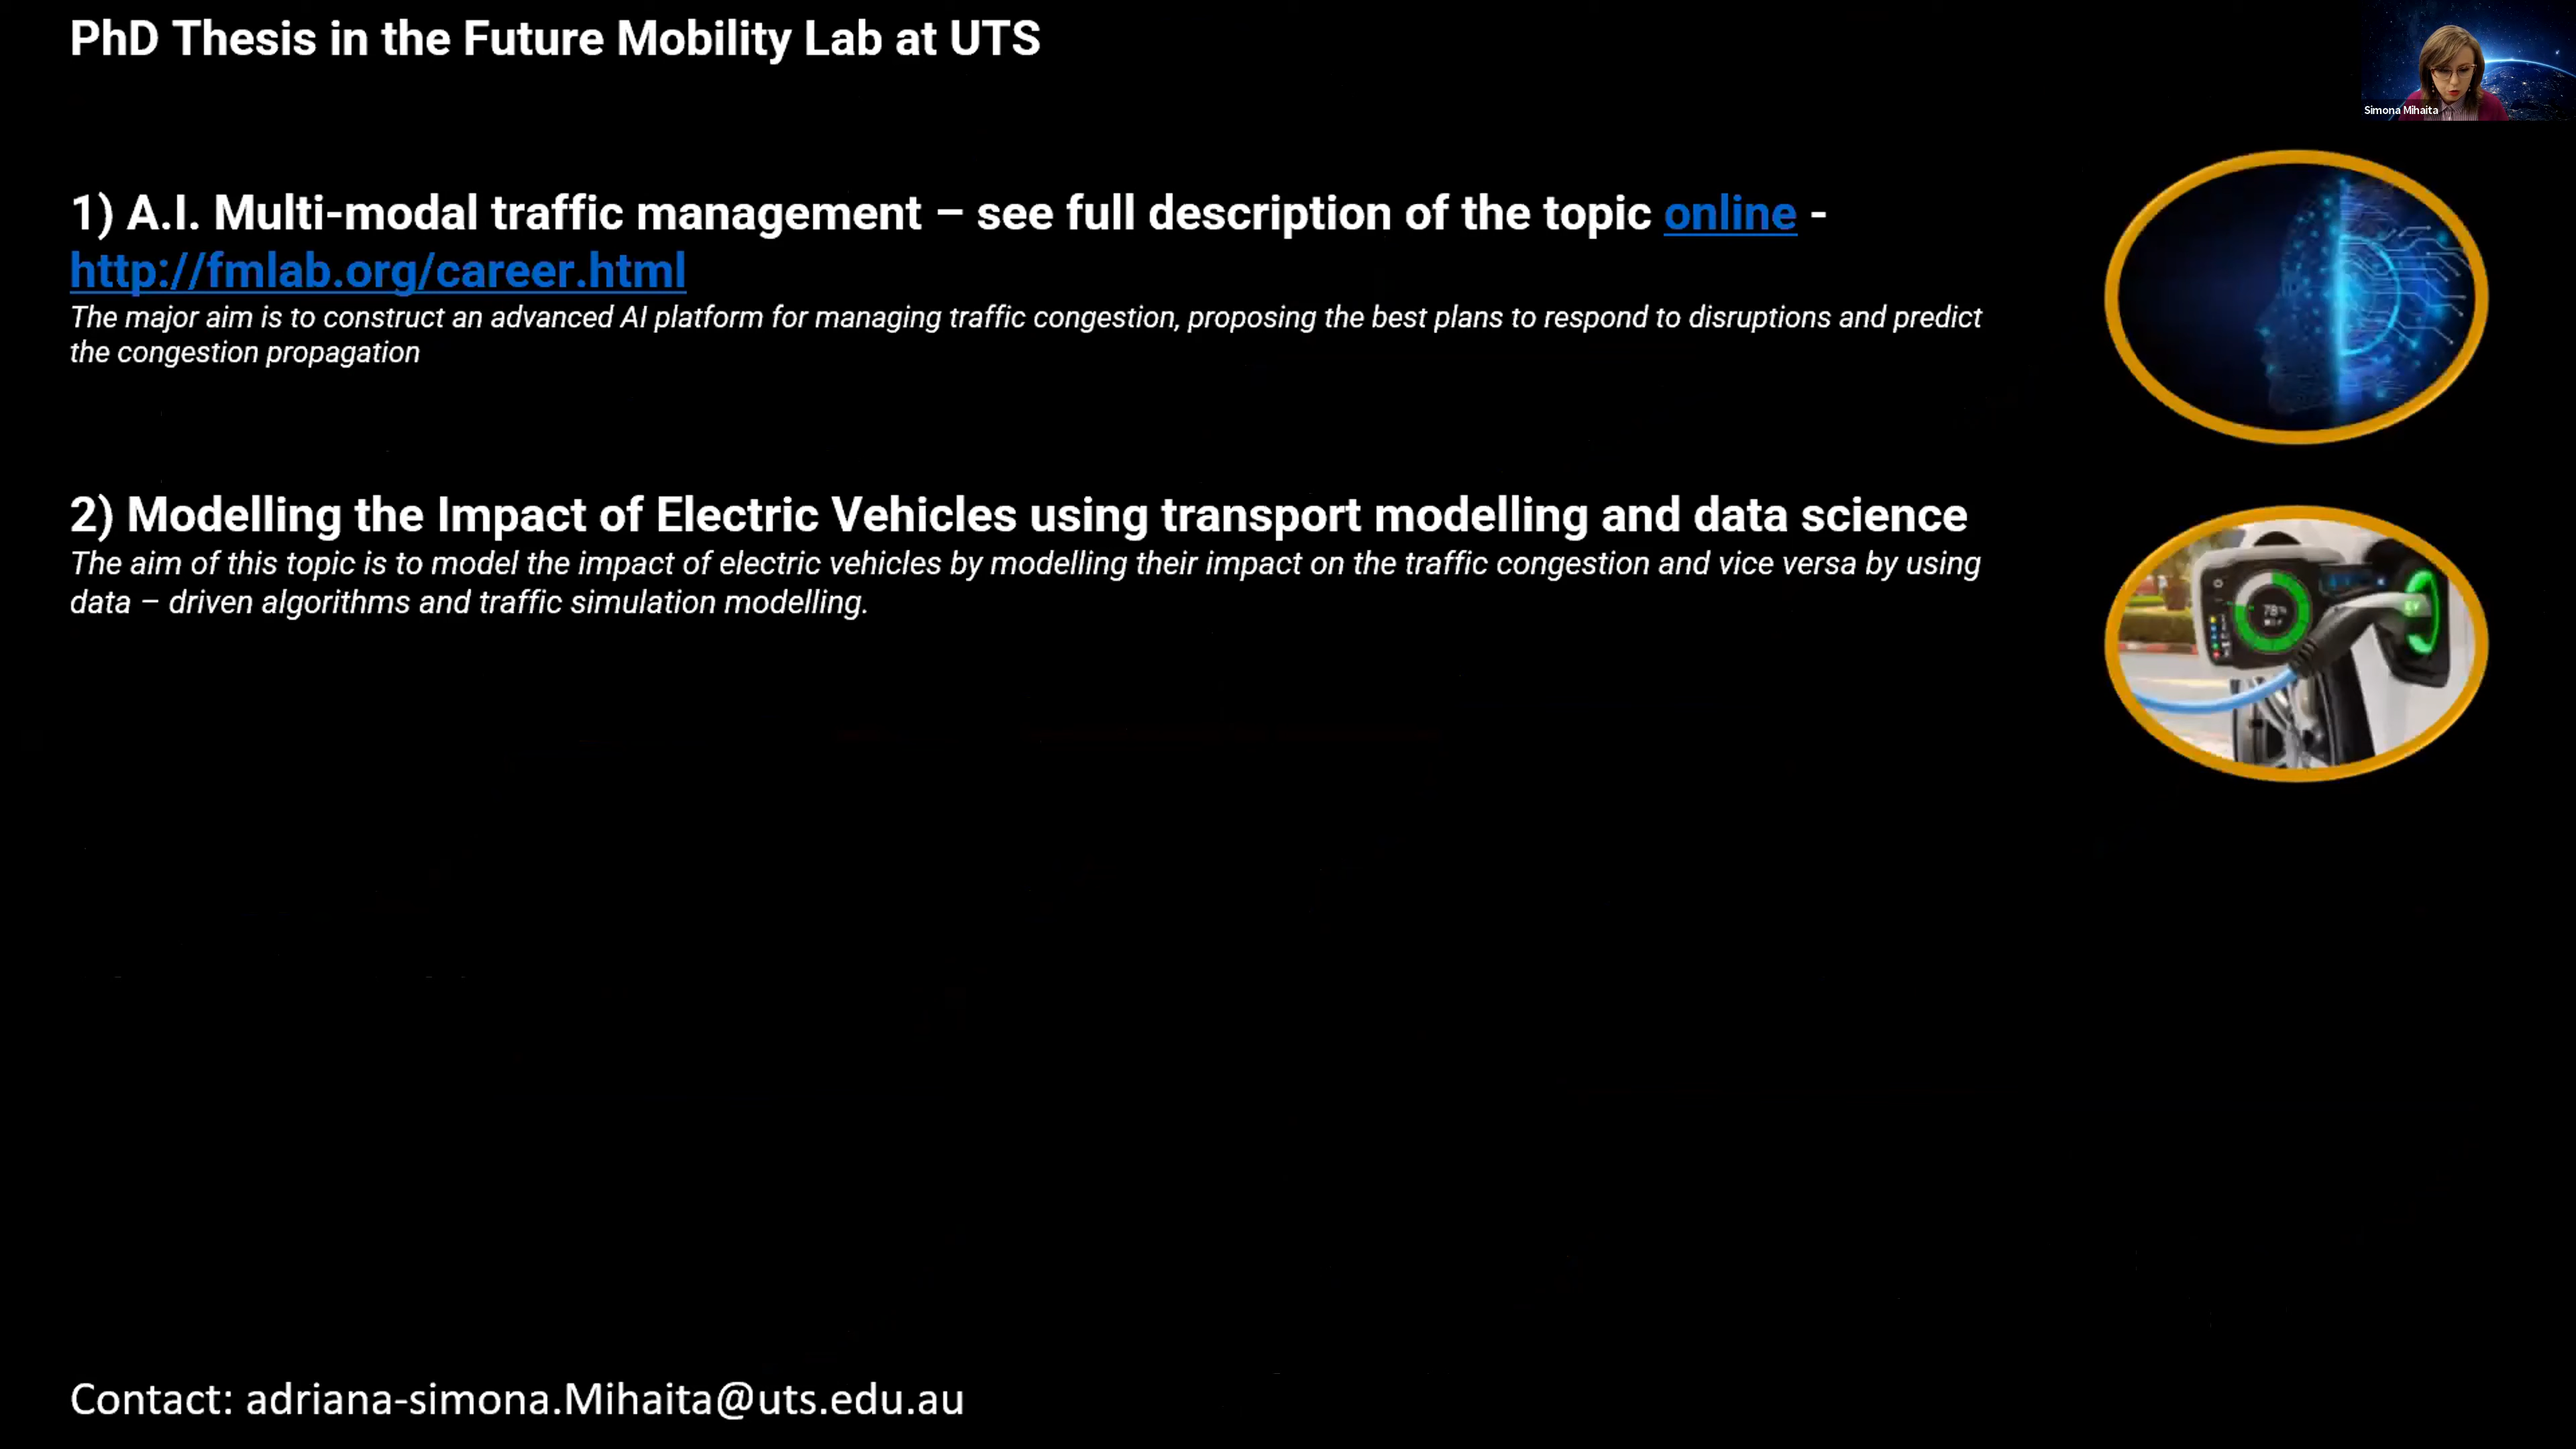 PhD Thesis in the Future Mobility Lab at UTS
Simona Mihaita
1) A.I. Multi-modal traffic management – see full description of the topic online -
http://fmlab.org/career.html
The major aim is to construct an advanced AI platform for managing traffic congestion, proposing the best plans to respond to disruptions and predict
the congestion propagation
2) Modelling the Impact of Electric Vehicles using transport modelling and data science
The aim of this topic is to model the impact of electric vehicles by modelling their impact on the traffic congestion and vice versa by using
data – driven algorithms and traffic simulation modelling.
78%
EV
Contact: adriana-simona.Mihaita@uts.edu.au